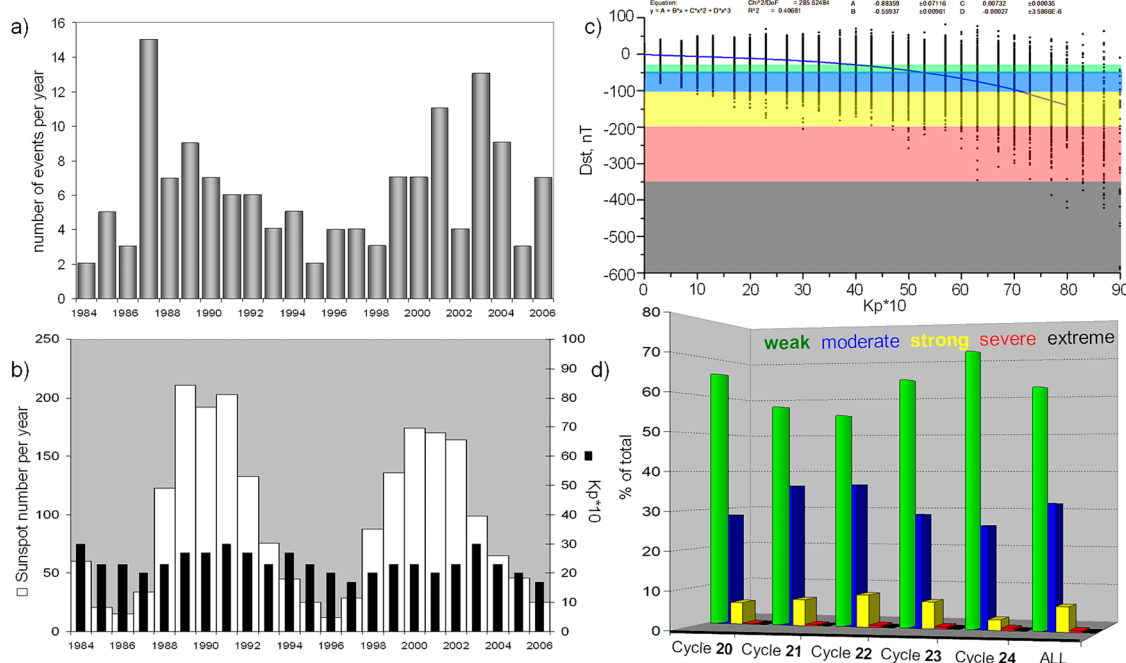 a)
number of events per year
16
14
12
10
8
6
4
2
0
1984 1986 1988 1990 1992 1994 1996 1998 2000 2002 2004 2006
Equation: Chi^2/DoF = 285.52484 A -0.88359 ±0.07116 C 0.00732 ±0.00035
y = A + B*x + C*x^2 + D*x^3 R^2 = 0.40681 B -0.55937 ±0.00961 D -0.00027 ±3.5866E-6
c)
Dst, nT
100
0
-50
-100
-200
-300
-400
-500
-600
0 10 20 30 40 50 60 70 80 90
Kp*10
b)
Sunspot number per year
250
200
150
100
50
0
100
90
80
70
60
50
40
30
20
10
0
Kp*10
1984 1986 1988 1990 1992 1994 1996 1998 2000 2002 2004 2006
d)
weak moderate strong severe extreme
% of total
80
70
60
50
40
30
20
10
0
Cycle 20 Cycle 21 Cycle 22 Cycle 23 Cycle 24 ALL